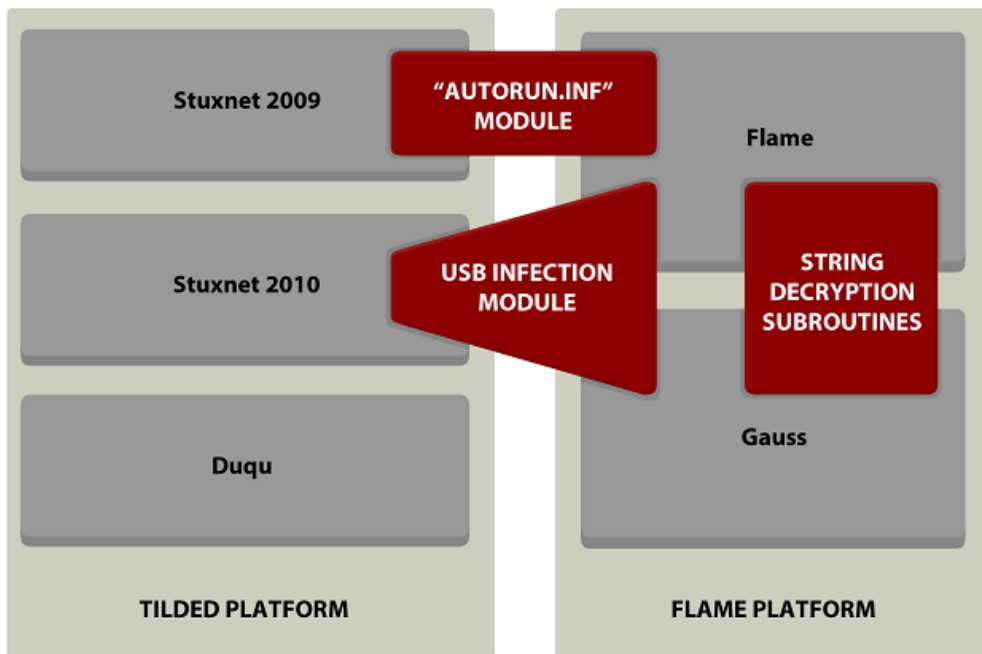 Stuxnet 2009
“AUTORUN.INF”
MODULE
Flame
Stuxnet 2010
USB INFECTION
MODULE
STRING
DECRYPTION
SUBROUTINES
Duqu
Gauss
TILDED PLATFORM
FLAME PLATFORM